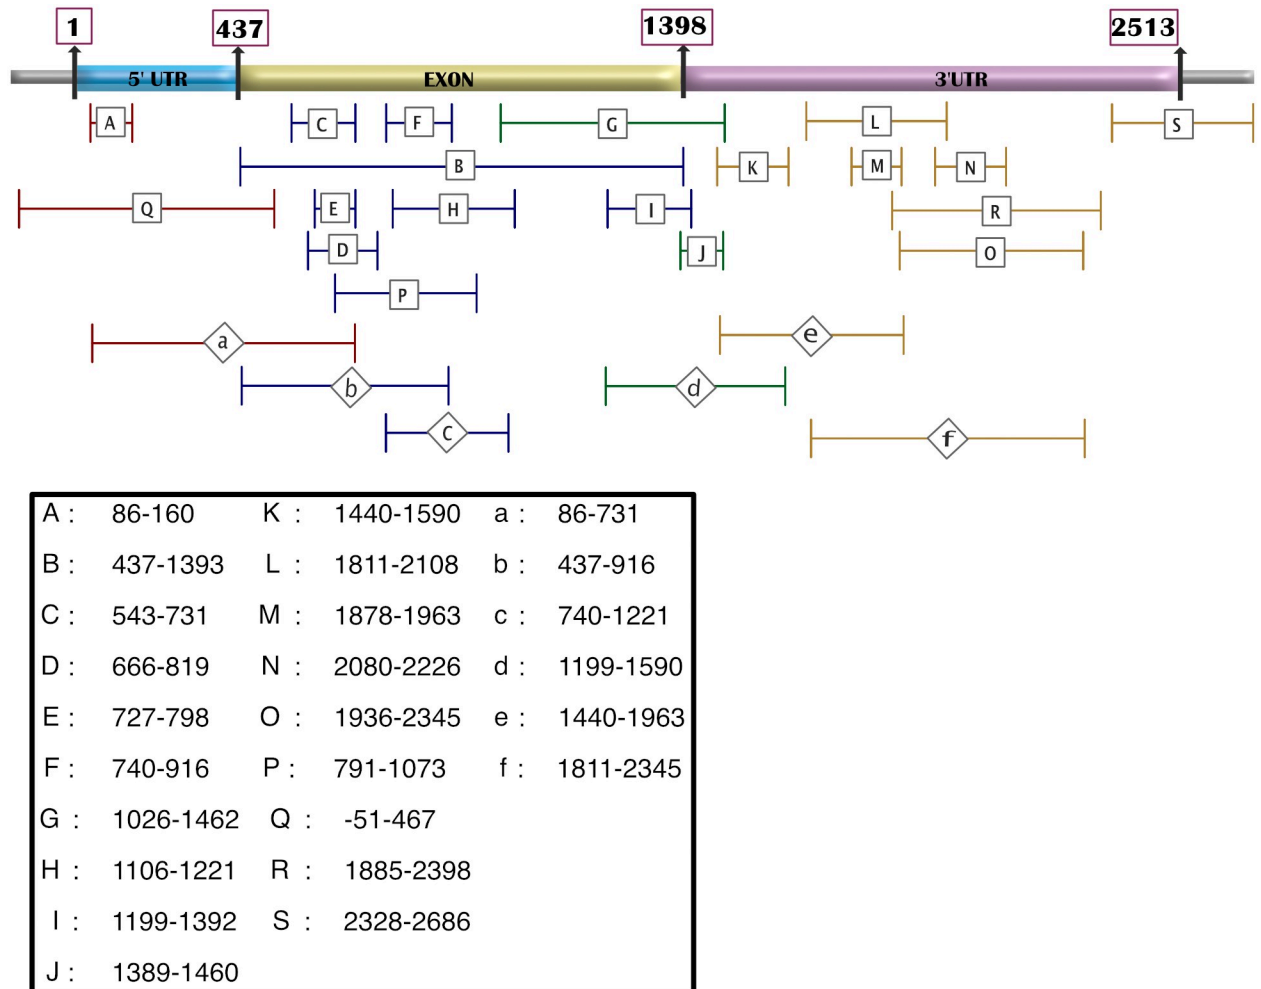 1 437 1398 2513
5' UTR EXON 3'UTR
A C F G L S
B K M N
Q E H I R
D J O
P
a e
b d
C f
A : 86-160 K : 1440-1590 a : 86-731
B : 437-1393 L : 1811-2108 b : 437-916
C : 543-731 M : 1878-1963 c : 740-1221
D : 666-819 N : 2080-2226 d : 1199-1590
E : 727-798 O : 1936-2345 e : 1440-1963
F : 740-916 P : 791-1073 f : 1811-2345
G : 1026-1462 Q : -51-467
H : 1106-1221 R : 1885-2398
I : 1199-1392 S : 2328-2686
J : 1389-1460